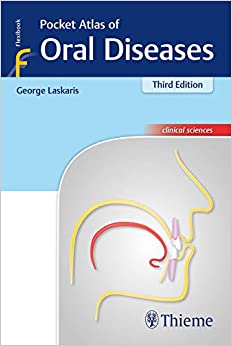 Flexibook
f
Pocket Atlas of
Oral Diseases
George Laskaris
Third Edition
clinical sciences
Thieme